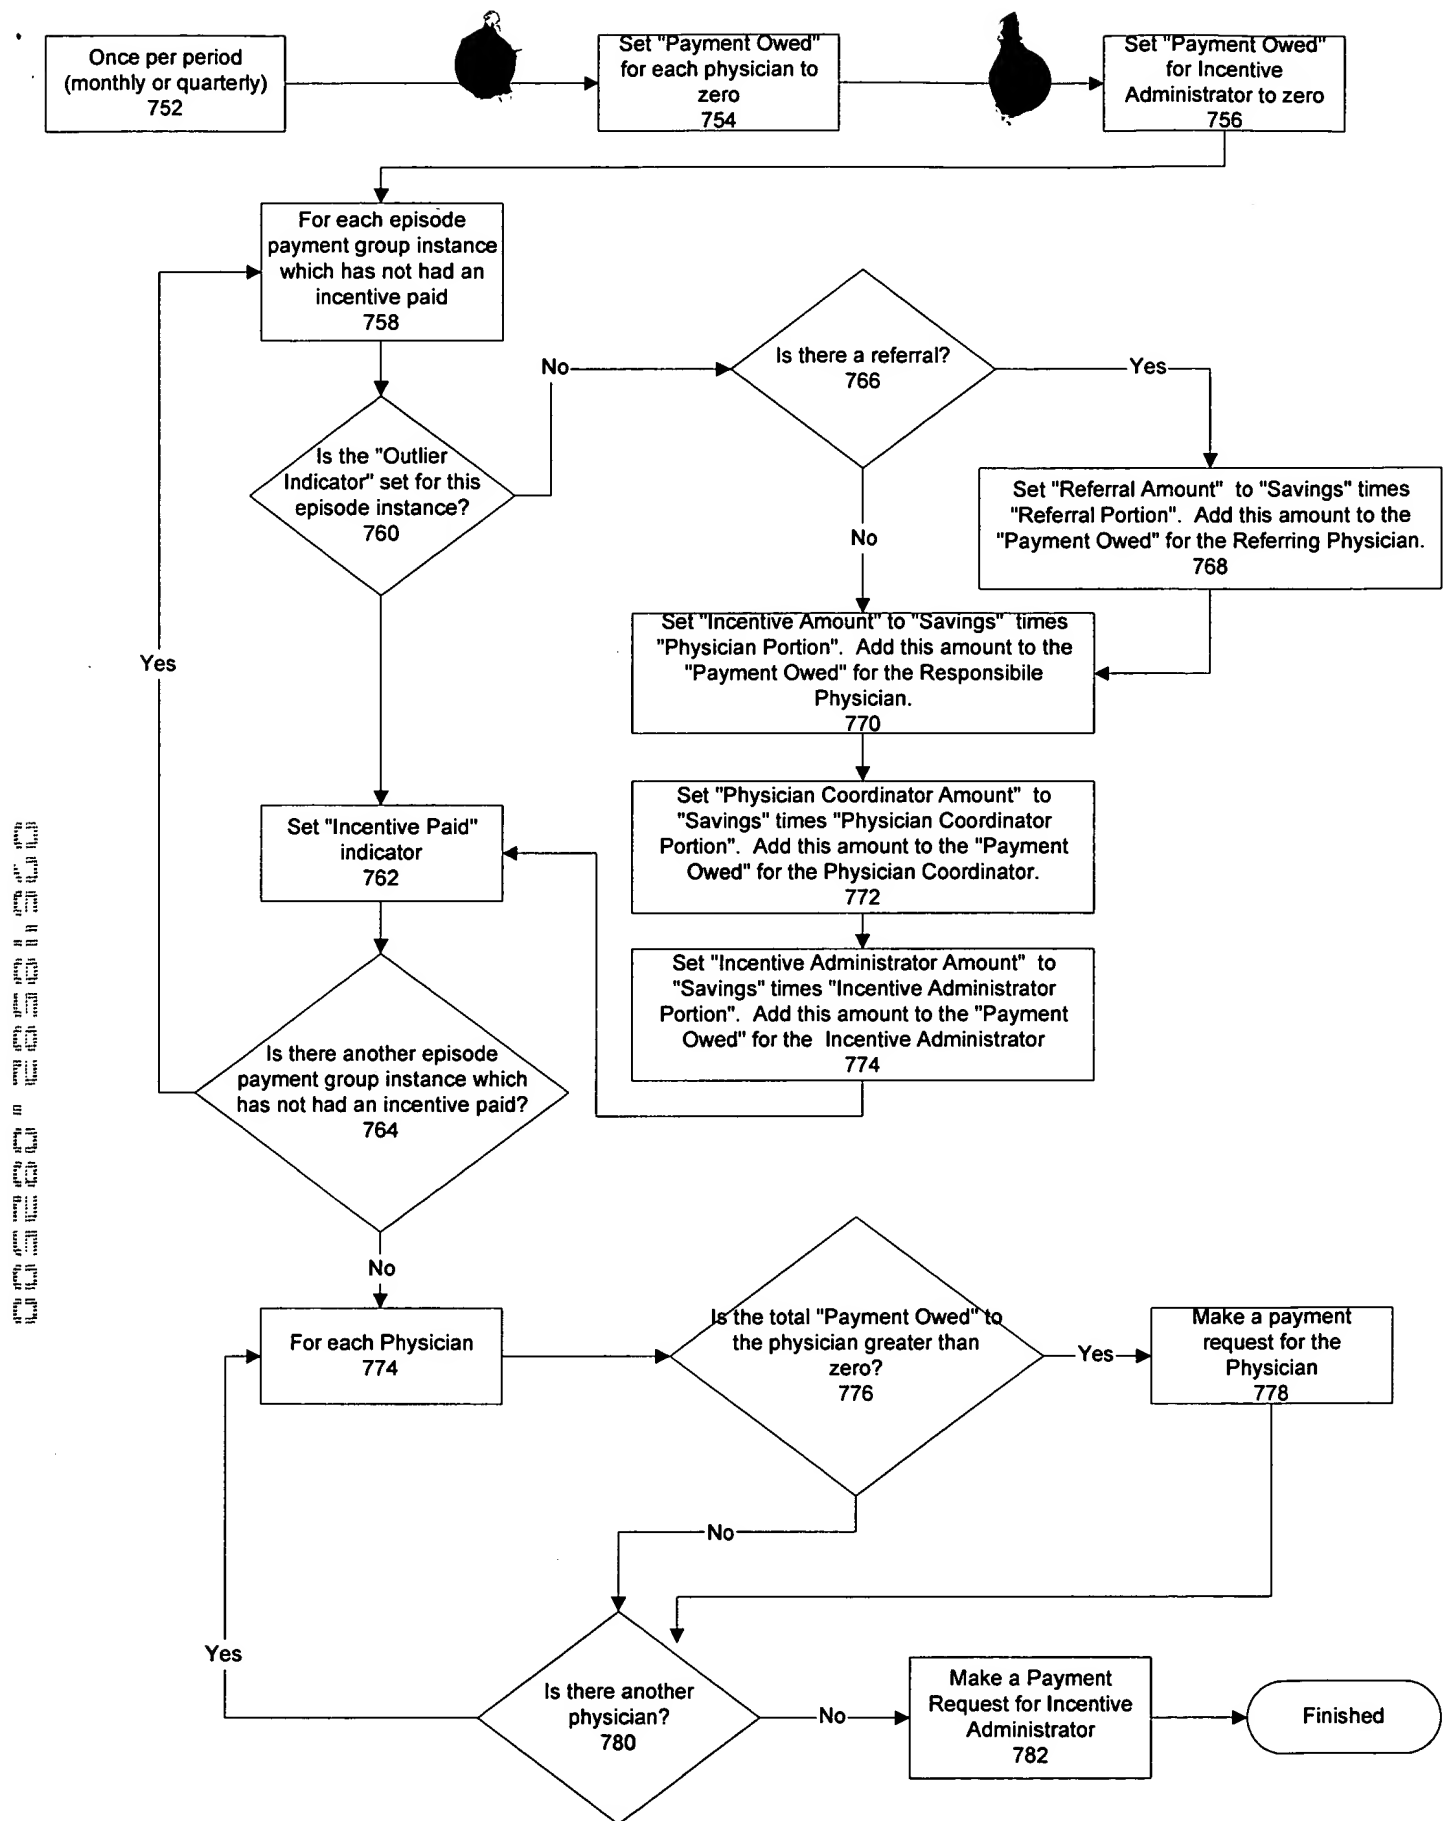 Once per period
(monthly or quarterly)
752
Set "Payment Owed"
for each physician to
zero
754
Set "Payment Owed"
for Incentive
Administrator to zero
756
For each episode
payment group instance
which has not had an
incentive paid
758
Is the "Outlier
Indicator" set for this
episode instance?
760
No
Is there a referral?
766
Yes
Set "Referral Amount" to "Savings" times
"Referral Portion". Add this amount to the
"Payment Owed" for the Referring Physician.
768
No
Set "Incentive Amount" to "Savings" times
"Physician Portion". Add this amount to the
"Payment Owed" for the Responsibile
Physician.
770
Yes
Set "Physician Coordinator Amount" to
"Savings" times "Physician Coordinator
Portion". Add this amount to the "Payment
Owed" for the Physician Coordinator.
772
Set "Incentive Paid"
indicator
762
Set "Incentive Administrator Amount" to
"Savings" times "Incentive Administrator
Portion". Add this amount to the "Payment
Owed" for the Incentive Administrator
774
Is there another episode
payment group instance which
has not had an incentive paid?
764
No
For each Physician
774
Is the total "Payment Owed" to
the physician greater than
zero?
776
Yes
Make a payment
request for the
Physician
778
No
Yes
Is there another
physician?
780
No
Make a Payment
Request for Incentive
Administrator
782
Finished